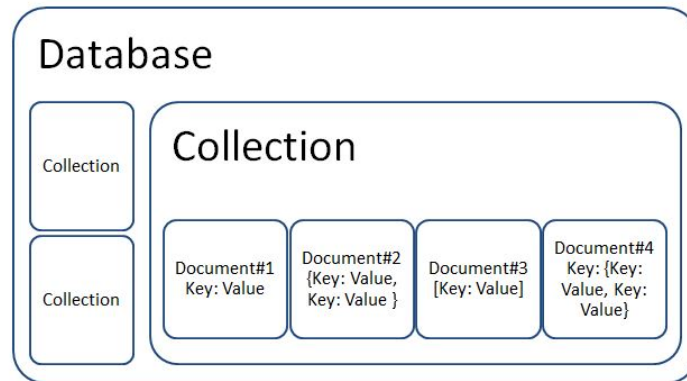 Database
Collection
Collection
Collection
Document#1
Key: Value
Document#2
{Key: Value,
Key: Value }
Document#3
[Key: Value]
Document#4
Key: {Key:
Value, Key:
Value}